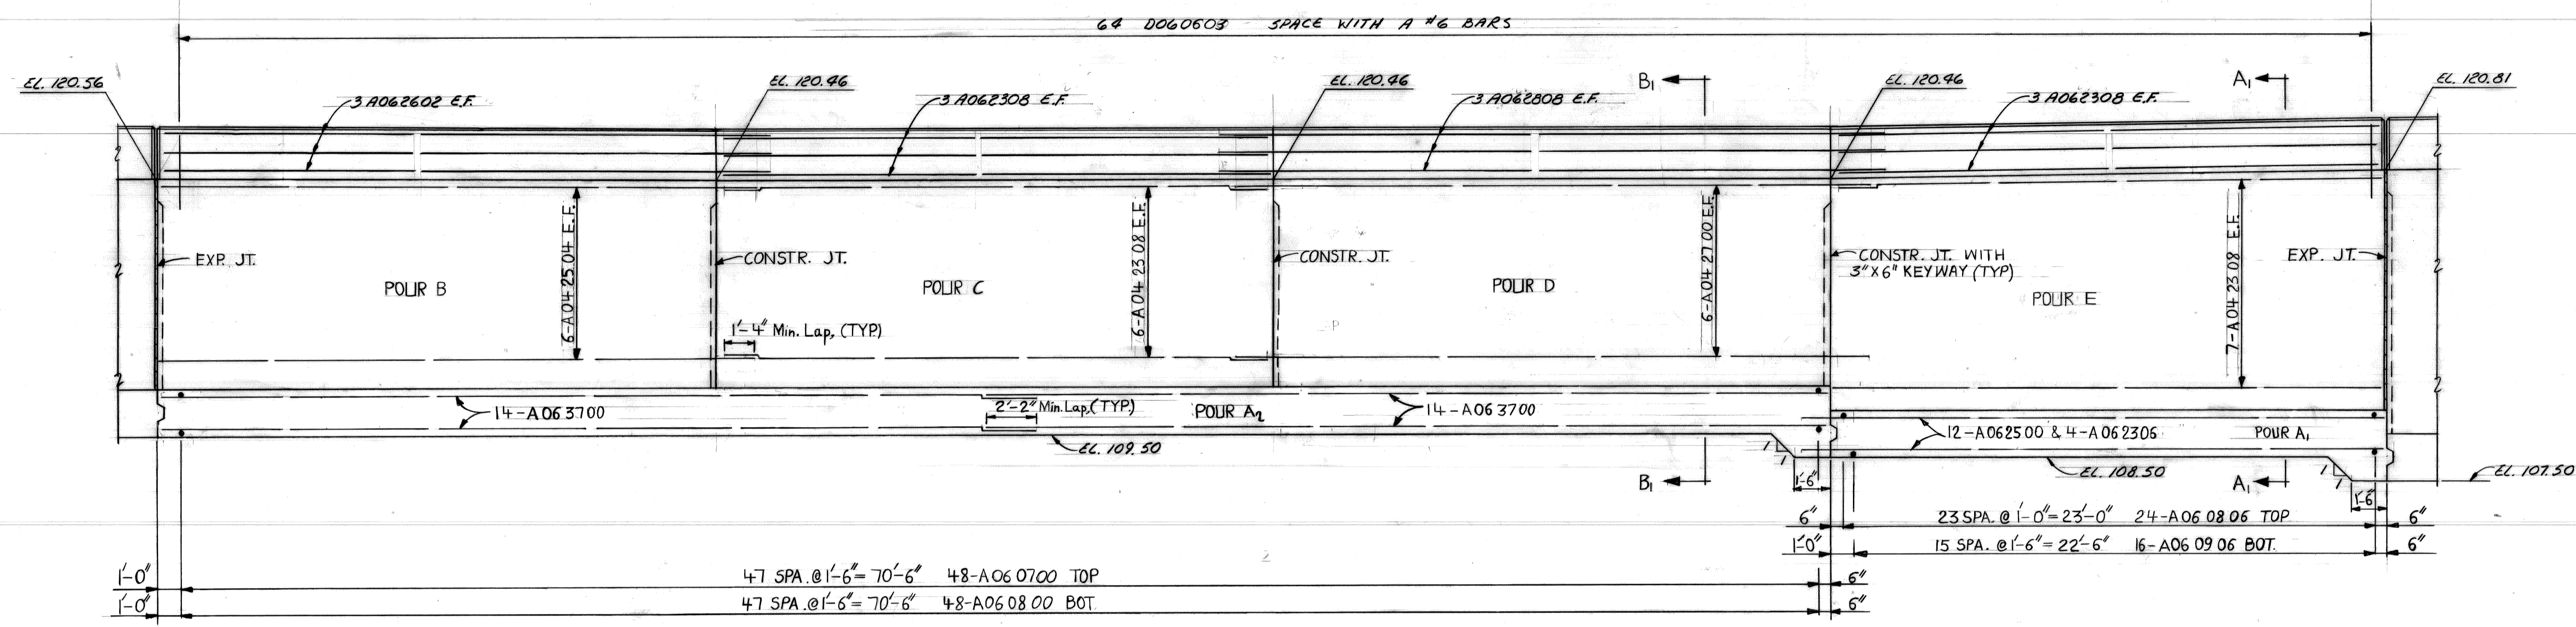 64 D060603 SPACE WITH A #6 BARS
EL. 120.56
EL. 120.46
EL. 120.46
B₁
EL. 120.46
A₁
EL. 120.81
3 A062602 E.F.
3 A062308 E.F.
3 A062808 E.F.
3 A062308 E.F.
6-A04 25 04 E.F.
6-A04 23 08 E.F.
6-A04 27 00 E.F.
7-A04 23 08 E.F.
EXP. JT.
CONSTR. JT.
CONSTR. JT.
CONSTR. JT. WITH
3"X6" KEYWAY (TYP)
EXP. JT.
POUR B
POUR C
POUR D
POUR E
1'-4" Min. Lap, (TYP)
14-A06 3700
2'-2" Min. Lap, (TYP.)
POUR A₂
14-A06 3700
12-A062500 & 4-A062306
POUR A₁
EL. 109.50
1
1
EL. 108.50
1
1
EL. 107.50
B₁
1'-6"
A₁
1'-6"
6"
23 SPA. @ 1'-0"= 23'-0" 24-A06 08 06 TOP
6"
1'-0"
15 SPA. @ 1'-6"= 22'-6" 16-A06 09 06 BOT.
6"
1'-0"
47 SPA. @ 1'-6"= 70'-6" 48-A06 0700 TOP
6"
1'-0"
47 SPA. @ 1'-6"= 70'-6" 48-A06 08 00 BOT.
6"